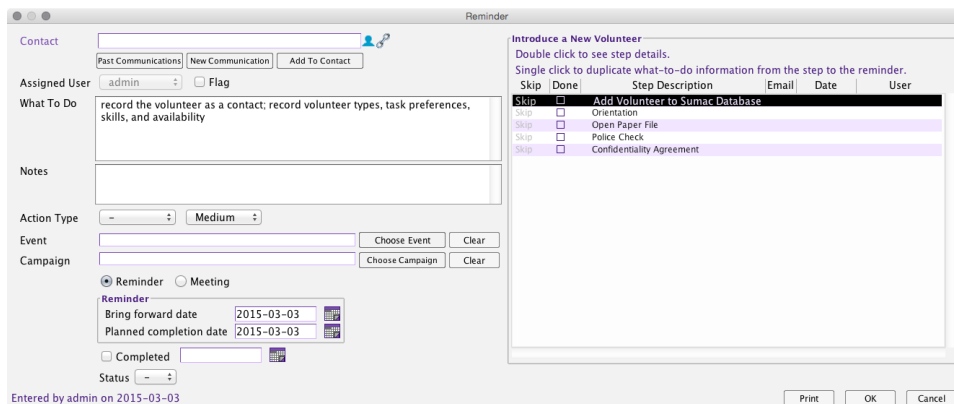 Reminder
Contact
Past Communications New Communication Add To Contact
Assigned User admin Flag
What To Do record the volunteer as a contact; record volunteer types, task preferences,
skills, and availability
Notes
Action Type – Medium
Event Choose Event Clear
Campaign Choose Campaign Clear
Reminder Meeting
Reminder
Bring forward date 2015-03-03
Planned completion date 2015-03-03
Completed
Status –
Entered by admin on 2015-03-03
Introduce a New Volunteer
Double click to see step details.
Single click to duplicate what-to-do information from the step to the reminder.
Skip Done Step Description Email Date User
Skip Add Volunteer to Sumac Database
Skip Orientation
Skip Open Paper File
Skip Police Check
Skip Confidentiality Agreement
Print OK Cancel